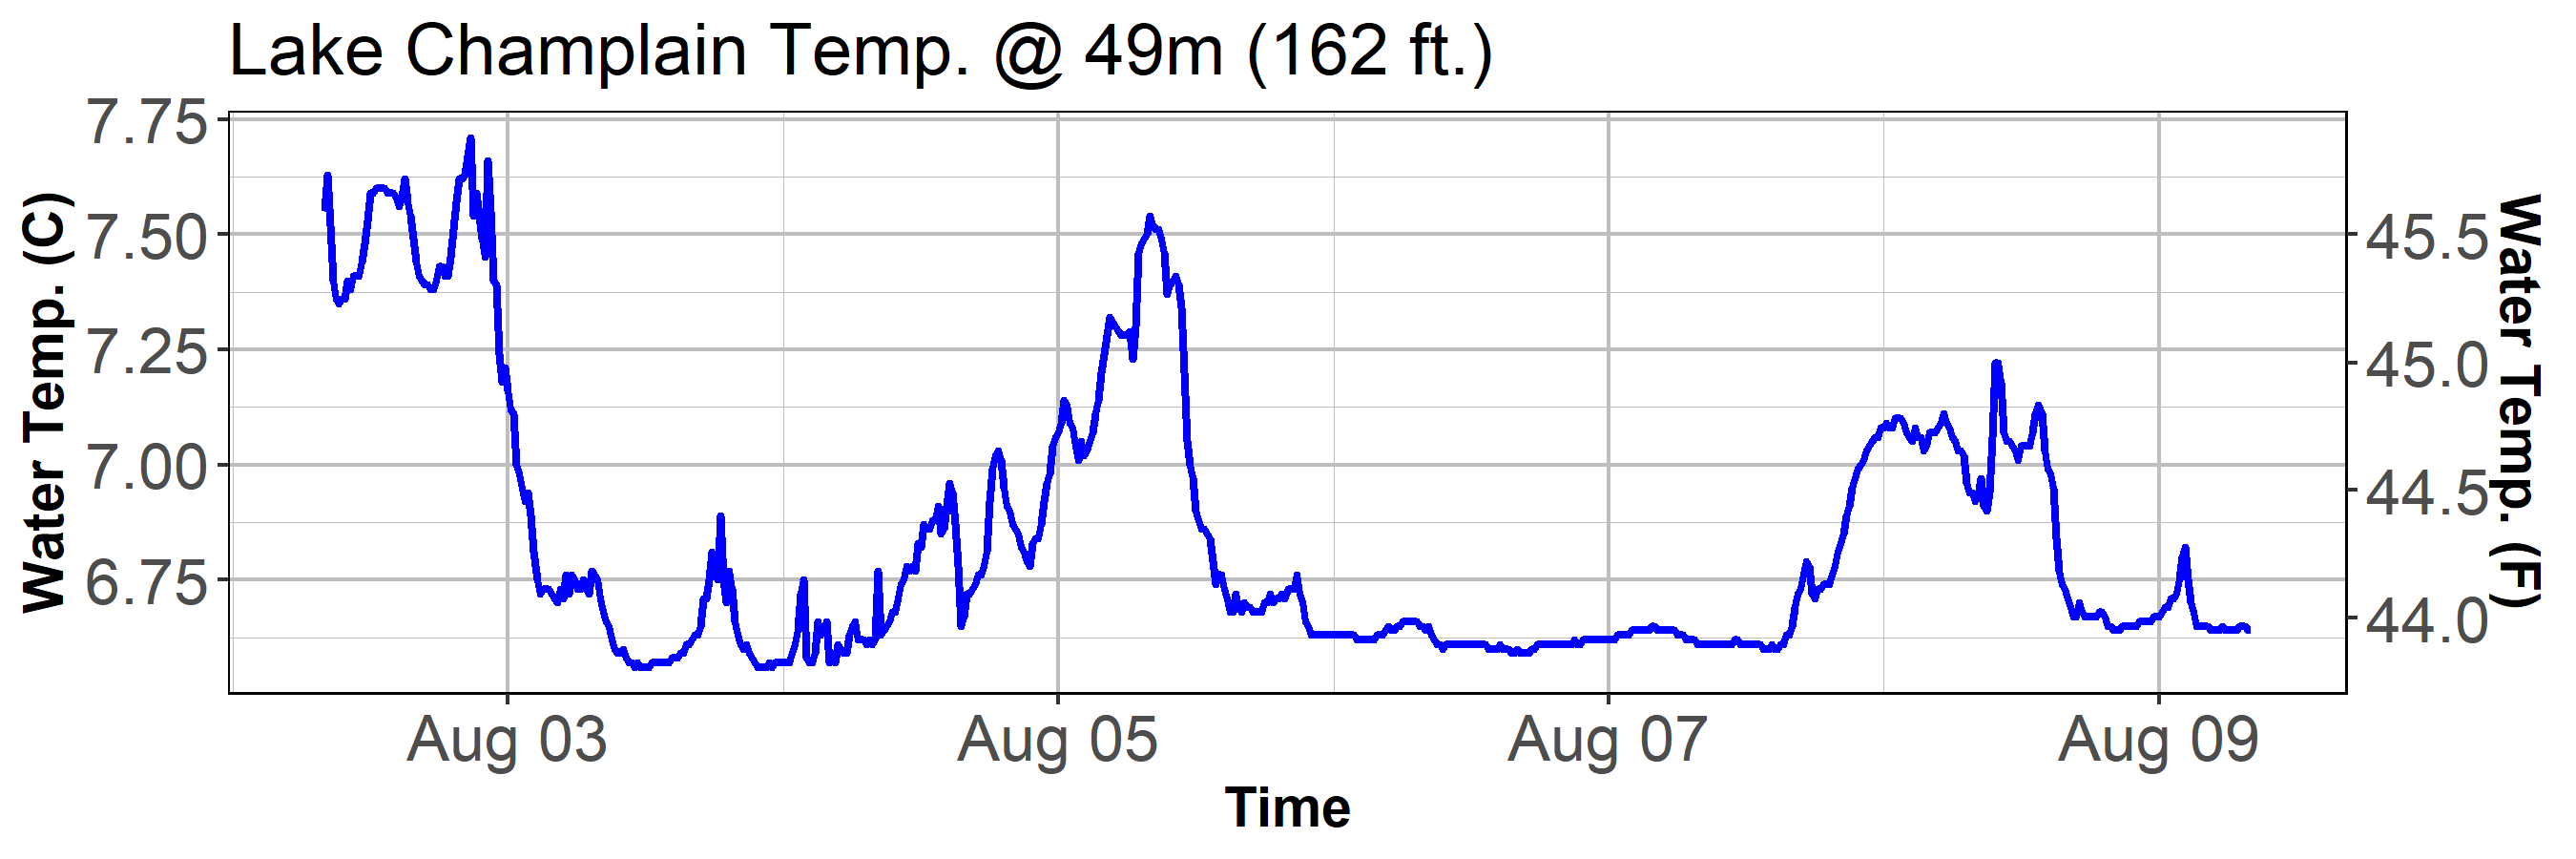 Lake Champlain Temp. @ 49m (162 ft.)
Water Temp. (C)
7.75
7.50
7.25
7.00
6.75
45.5
45.0
44.5
44.0
Water Temp. (F)
Aug 03 Aug 05 Aug 07 Aug 09
Time